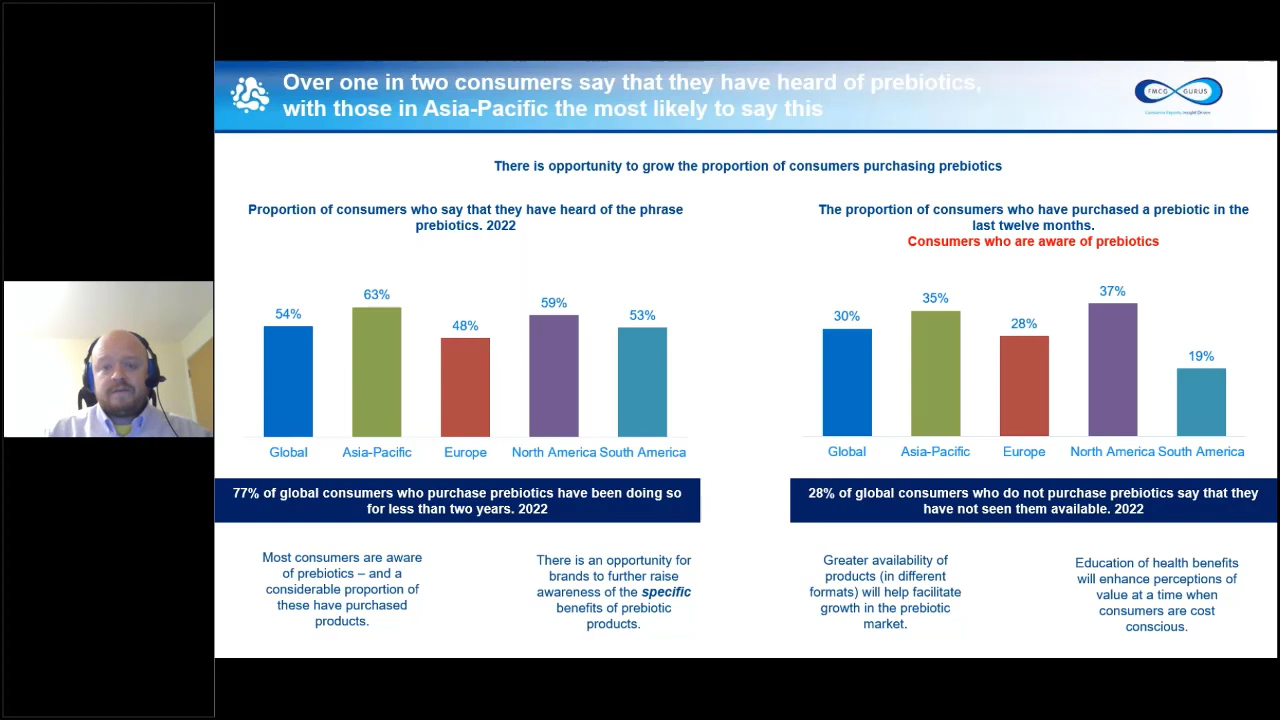 Over one in two consumers say that they have heard of prebiotics,
with those in Asia-Pacific the most likely to say this
FMCG GURUS
There is opportunity to grow the proportion of consumers purchasing prebiotics
Proportion of consumers who say that they have heard of the phrase
prebiotics. 2022
54%
63%
48%
59%
53%
Global
Asia-Pacific
Europe
North America
South America
77% of global consumers who purchase prebiotics have been doing so
for less than two years. 2022
Most consumers are aware
of prebiotics – and a
considerable proportion of
these have purchased
products.
There is an opportunity for
brands to further raise
awareness of the specific
benefits of prebiotic
products.
The proportion of consumers who have purchased a prebiotic in the
last twelve months.
Consumers who are aware of prebiotics
30%
35%
28%
37%
19%
Global
Asia-Pacific
Europe
North America
South America
28% of global consumers who do not purchase prebiotics say that they
have not seen them available. 2022
Greater availability of
products (in different
formats) will help facilitate
growth in the prebiotic
market.
Education of health benefits
will enhance perceptions of
value at a time when
consumers are cost
conscious.